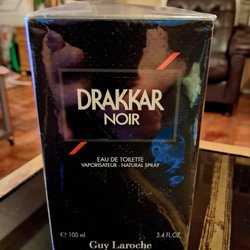 DRAKKAR
NOIR
EAU DE TOILETTE
VAPORISATEUR - NATURAL SPRAY
℮ 100 ml 3.4 FL.OZ.
Guy Laroche